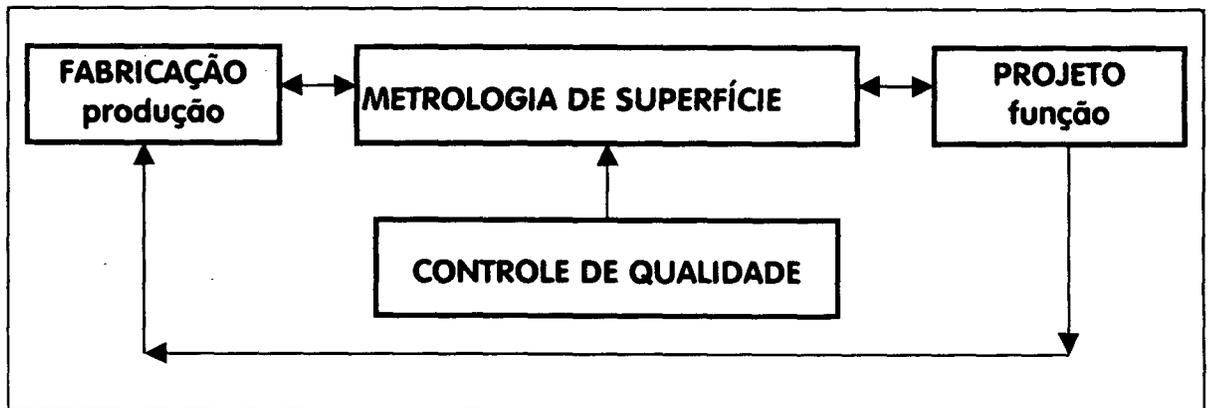 FABRICAÇÃO
produção
METROLOGIA DE SUPERFÍCIE
PROJETO
função
CONTROLE DE QUALIDADE